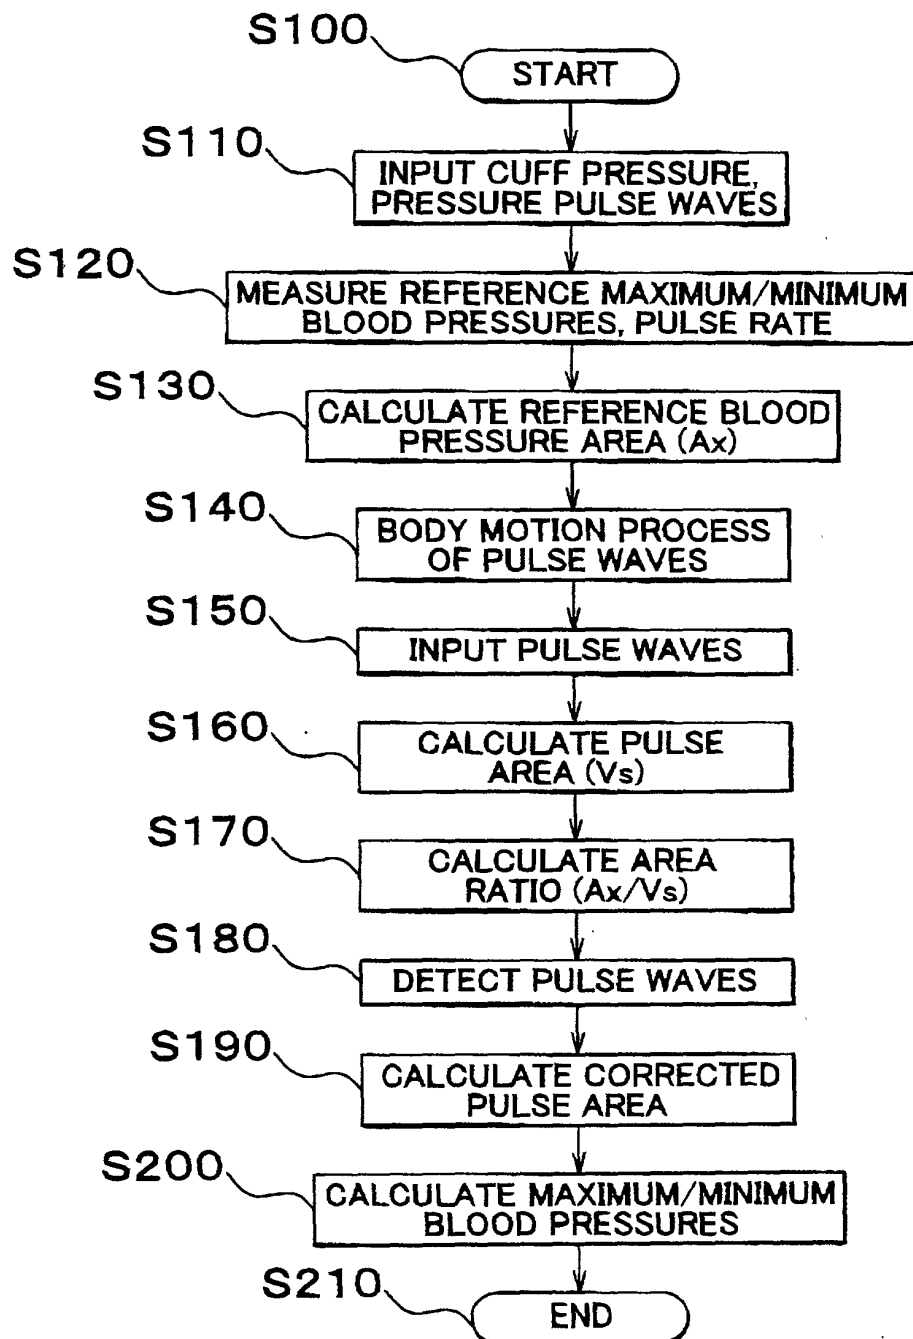 S100
START
S110
INPUT CUFF PRESSURE,
PRESSURE PULSE WAVES
S120
MEASURE REFERENCE MAXIMUM/MINIMUM
BLOOD PRESSURES, PULSE RATE
S130
CALCULATE REFERENCE BLOOD
PRESSURE AREA (Ax)
S140
BODY MOTION PROCESS
OF PULSE WAVES
S150
INPUT PULSE WAVES
S160
CALCULATE PULSE
AREA (Vs)
S170
CALCULATE AREA
RATIO (Ax/Vs)
S180
DETECT PULSE WAVES
S190
CALCULATE CORRECTED
PULSE AREA
S200
CALCULATE MAXIMUM/MINIMUM
BLOOD PRESSURES
S210
END